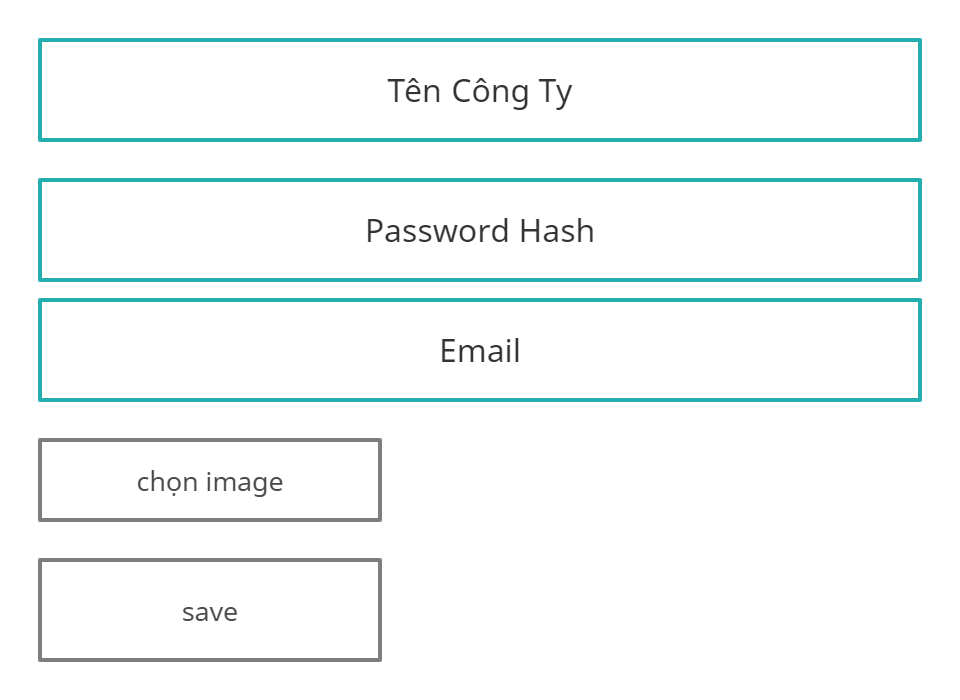 Tên Công Ty
Password Hash
Email
chọn image
save